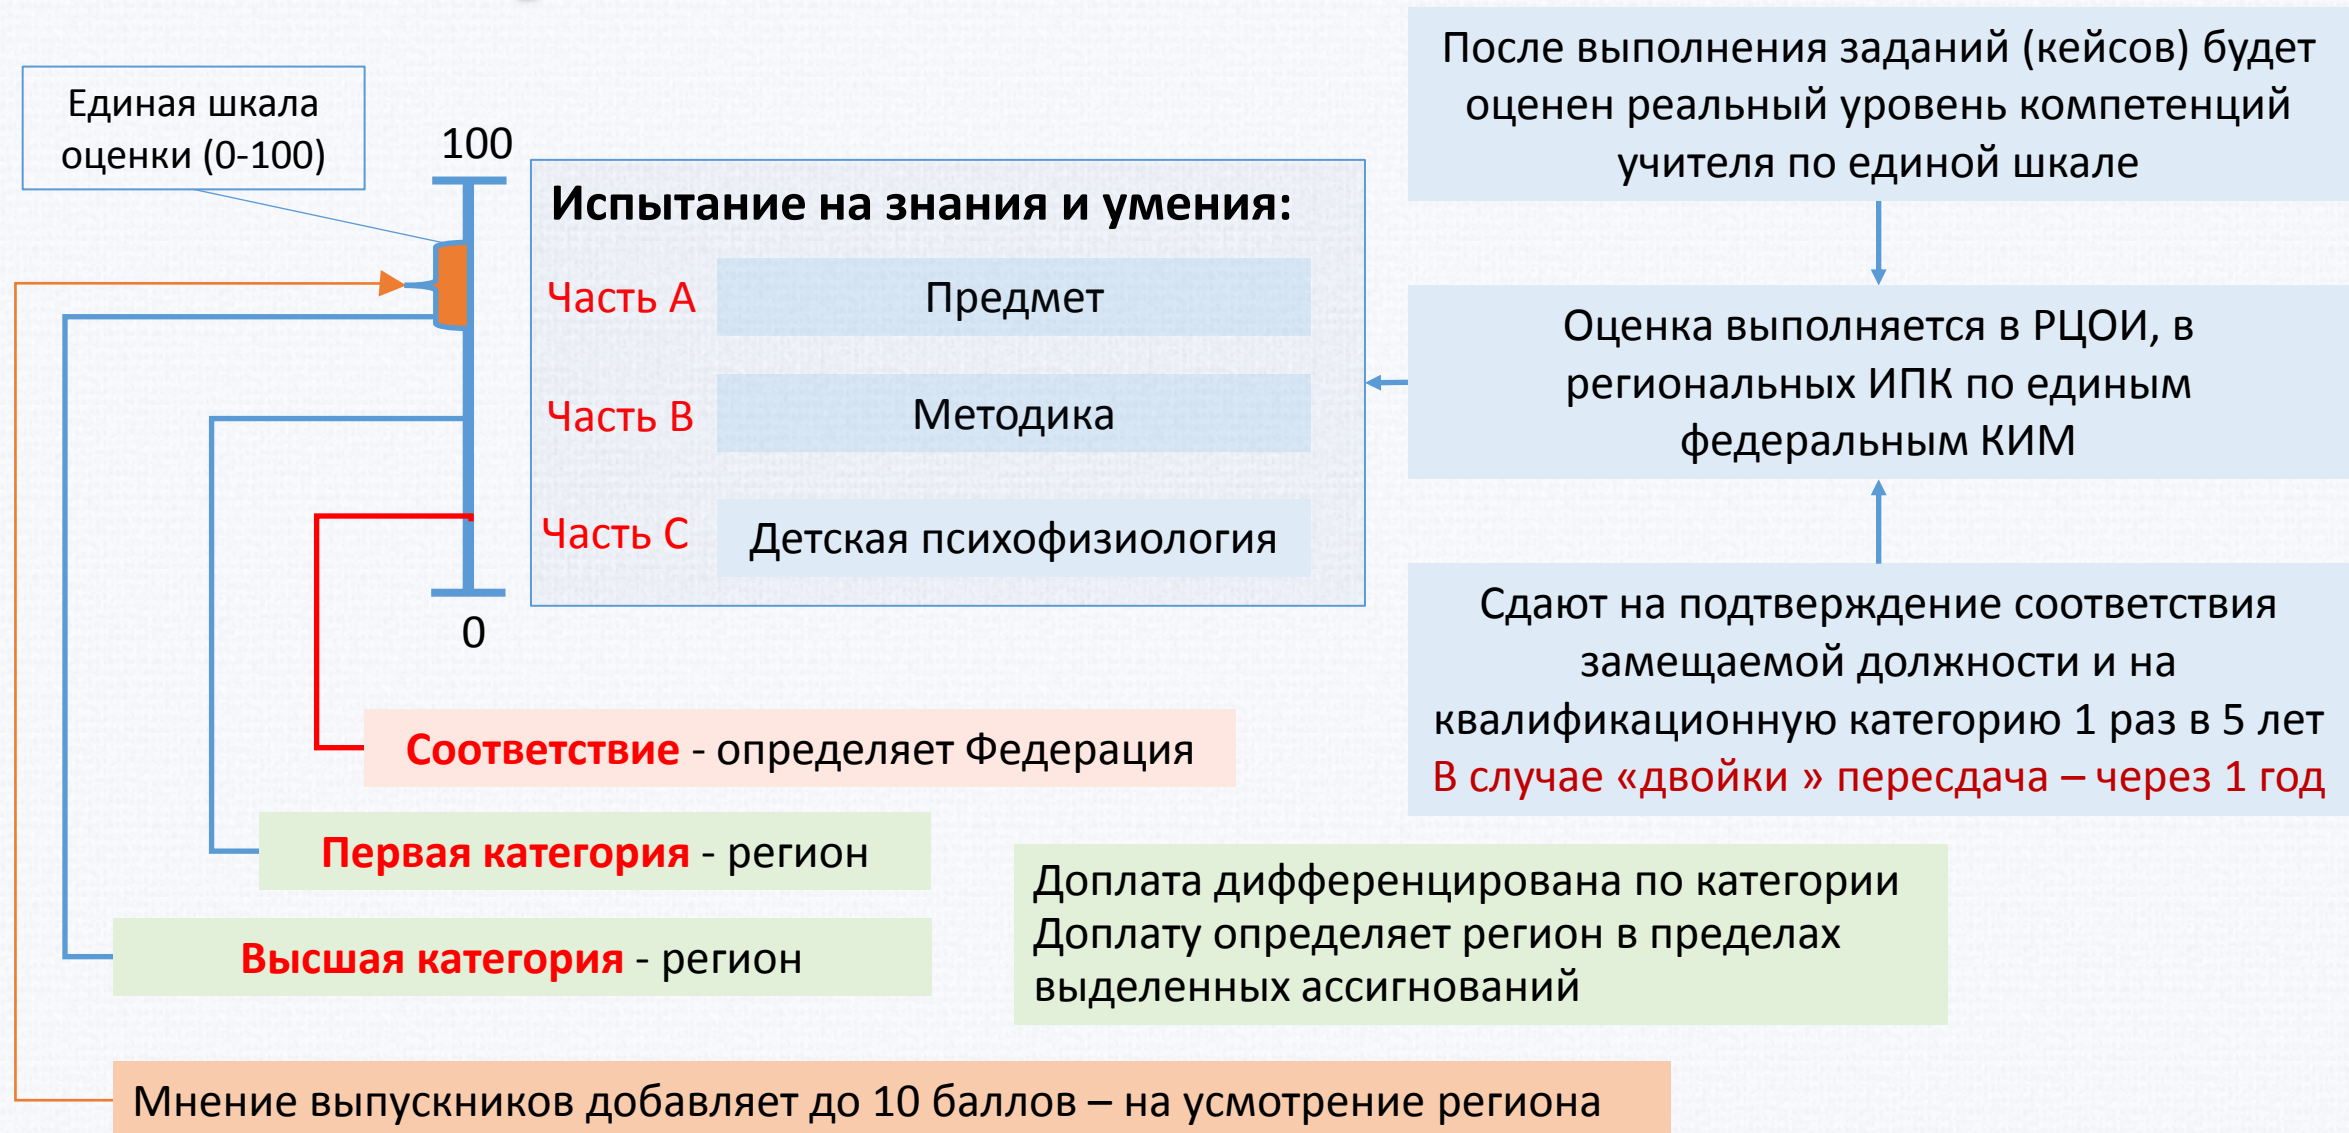 Единая шкала
оценки (0-100)
100
0
Испытание на знания и умения:
Часть А
Предмет
Часть В
Методика
Часть С
Детская психофизиология
После выполнения заданий (кейсов) будет
оценен реальный уровень компетенций
учителя по единой шкале
Оценка выполняется в РЦОИ, в
региональных ИПК по единым
федеральным КИМ
Сдают на подтверждение соответствия
замещаемой должности и на
квалификационную категорию 1 раз в 5 лет
В случае «двойки » пересдача – через 1 год
Соответствие - определяет Федерация
Первая категория - регион
Высшая категория - регион
Доплата дифференцирована по категории
Доплату определяет регион в пределах
выделенных ассигнований
Мнение выпускников добавляет до 10 баллов – на усмотрение региона